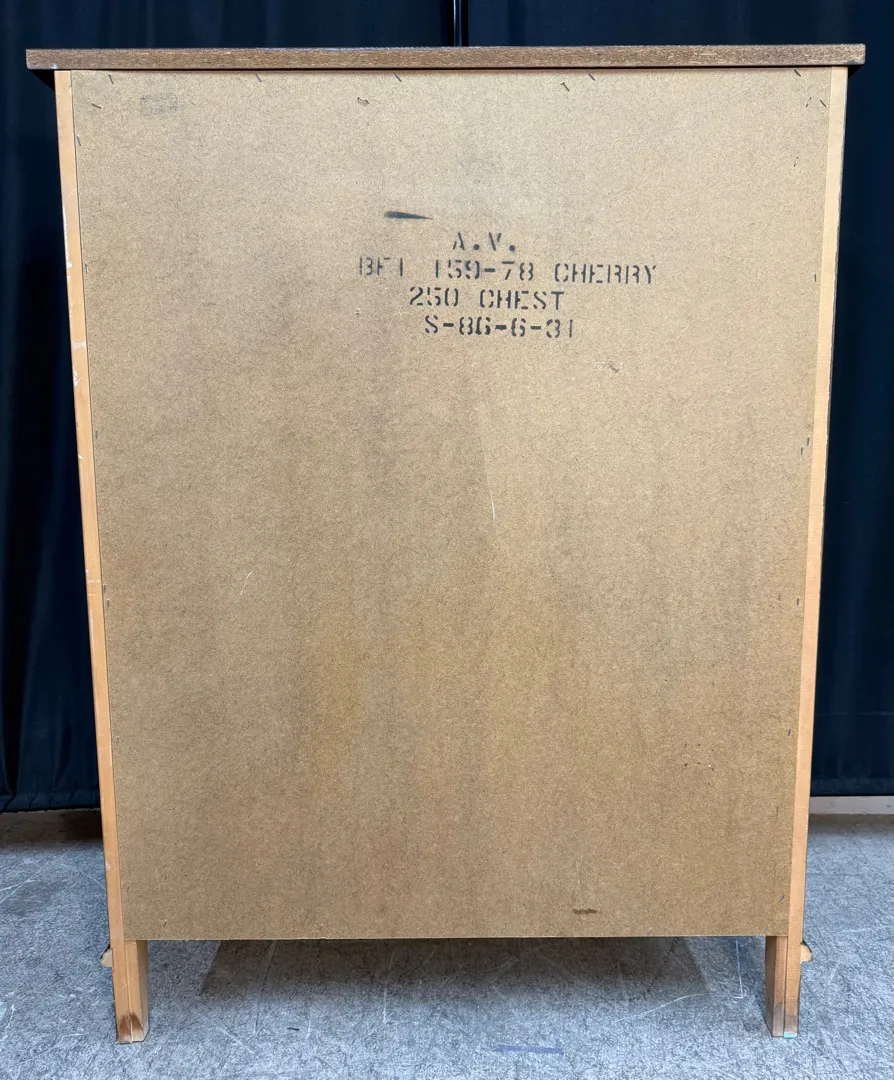 A.V.
BFI 159-78 CHERRY
250 CHEST
S-86-6-31